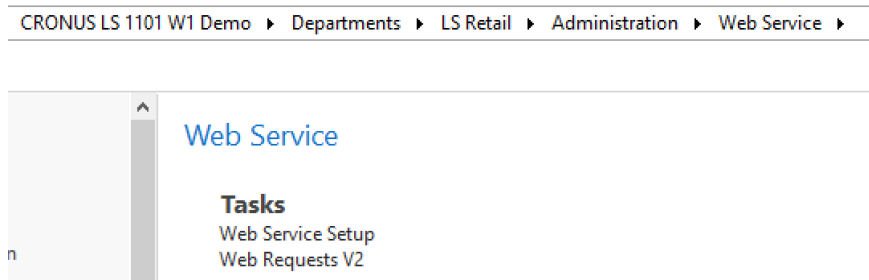 CRONUS LS 1101 W1 Demo ▸ Departments ▸ LS Retail ▸ Administration ▸ Web Service ▸
Web Service
Tasks
Web Service Setup
n
Web Requests V2